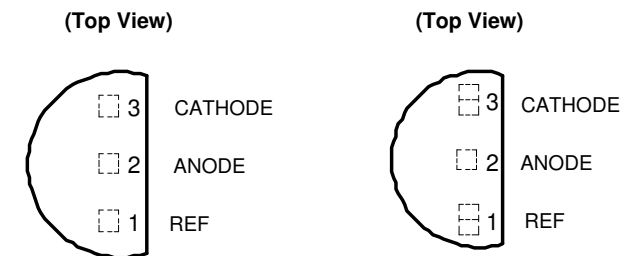 (Top View) (Top View)
3 CATHODE 3 CATHODE
2 ANODE 2 ANODE
1 REF 1 REF